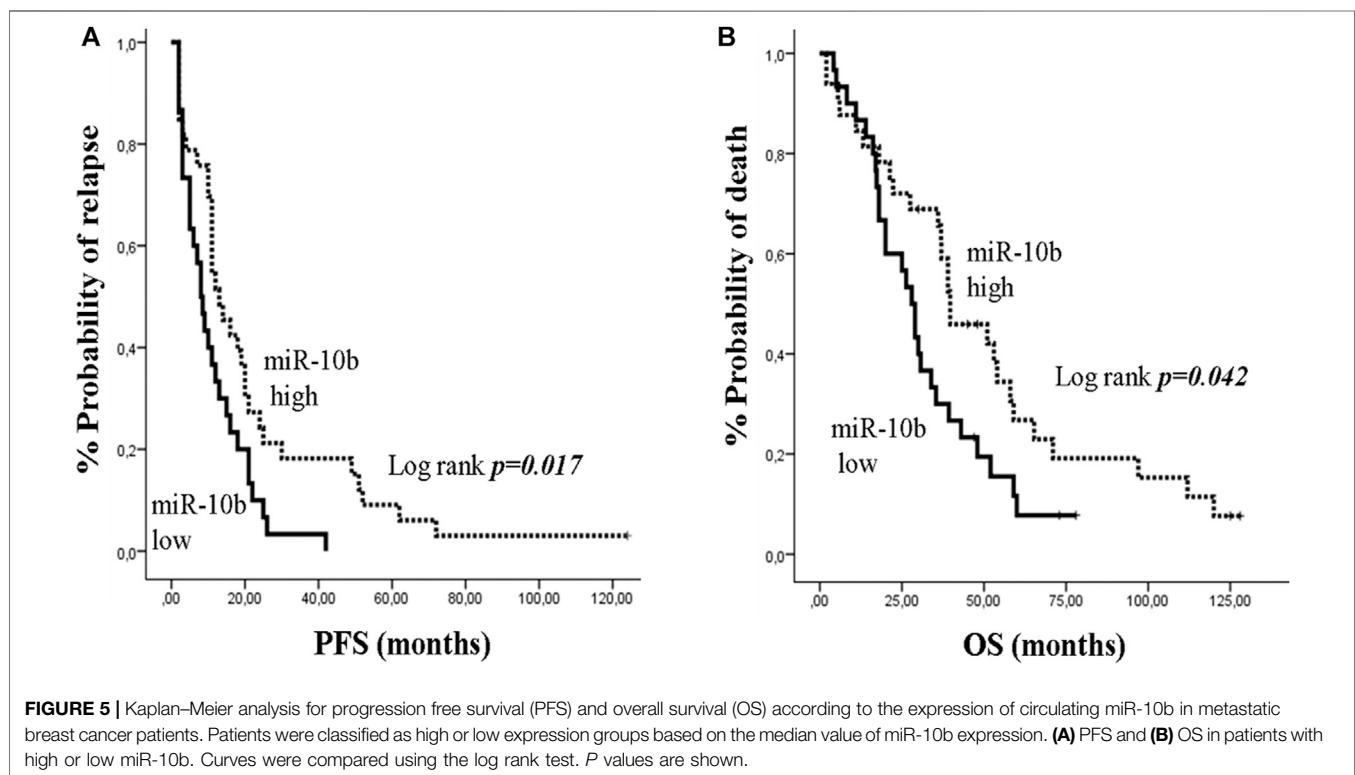 A
% Probability of relapse
1,0
0,8
0,6
0,4
0,2
0,0
miR-10b
high
Log rank p=0.017
miR-10b
low
,00 20,00 40,00 60,00 80,00 100,00 120,00
PFS (months)
B
% Probability of death
1,0
0,8
0,6
0,4
0,2
0,0
miR-10b
high
Log rank p=0.042
miR-10b
low
,00 25,00 50,00 75,00 100,00 125,00
OS (months)
FIGURE 5 | Kaplan–Meier analysis for progression free survival (PFS) and overall survival (OS) according to the expression of circulating miR-10b in metastatic
breast cancer patients. Patients were classified as high or low expression groups based on the median value of miR-10b expression. (A) PFS and (B) OS in patients with
high or low miR-10b. Curves were compared using the log rank test. P values are shown.